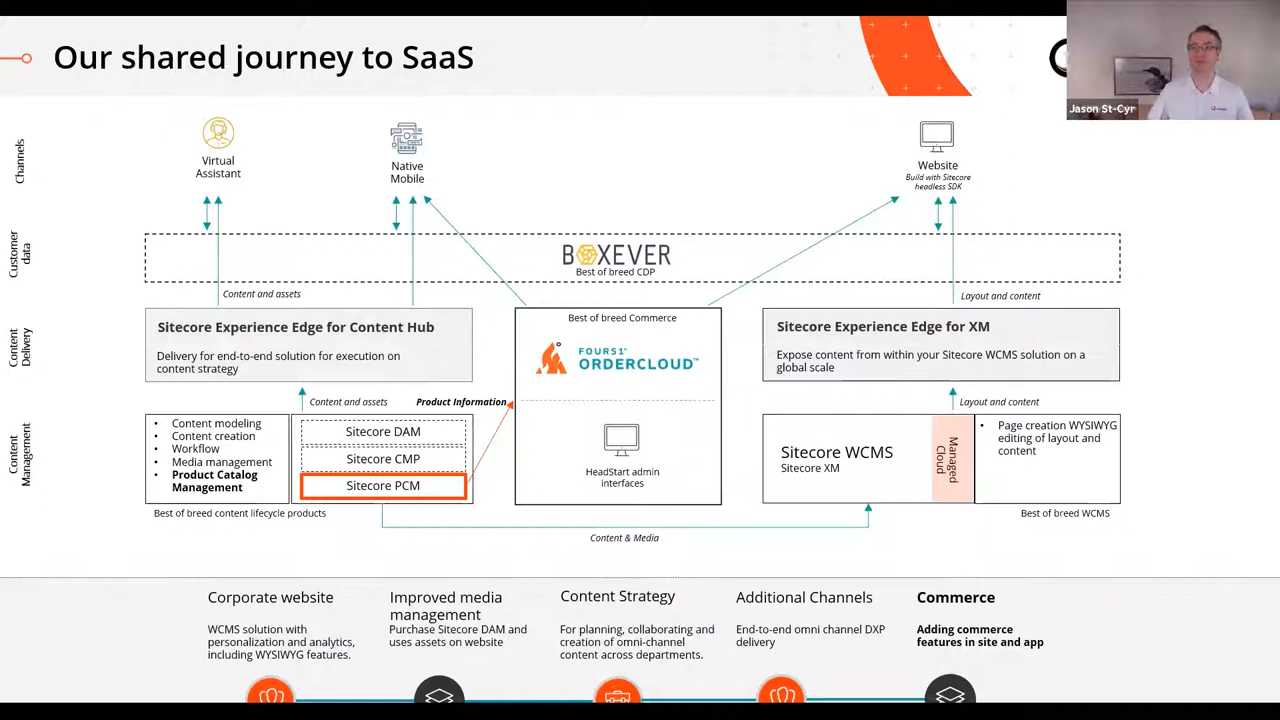 Our shared journey to SaaS
Jason St-Cyr
Channels
Virtual
Assistant
Native
Mobile
Website
Build with Sitecore
headless SDK
Customer
data
BOXEVER
Best of breed CDP
Content and assets
Layout and content
Content
Delivery
Sitecore Experience Edge for Content Hub
Delivery for end-to-end solution for execution on
content strategy
Best of breed Commerce
FOUR51°
ORDERCLOUD™
Sitecore Experience Edge for XM
Expose content from within your Sitecore WCMS solution on a
global scale
Content and assets
Product Information
Layout and content
Content
Management
• Content modeling
• Content creation
• Workflow
• Media management
• Product Catalog
Management
Sitecore DAM
Sitecore CMP
Sitecore PCM
HeadStart admin
interfaces
Sitecore WCMS
Sitecore XM
Managed
Cloud
• Page creation WYSIWYG
editing of layout and
content
Best of breed content lifecycle products
Best of breed WCMS
Content & Media
Corporate website
WCMS solution with
personalization and analytics,
including WYSIWYG features.
Improved media
management
Purchase Sitecore DAM and
uses assets on website
Content Strategy
For planning, collaborating and
creation of omni-channel
content across departments.
Additional Channels
End-to-end omni channel DXP
delivery
Commerce
Adding commerce
features in site and app